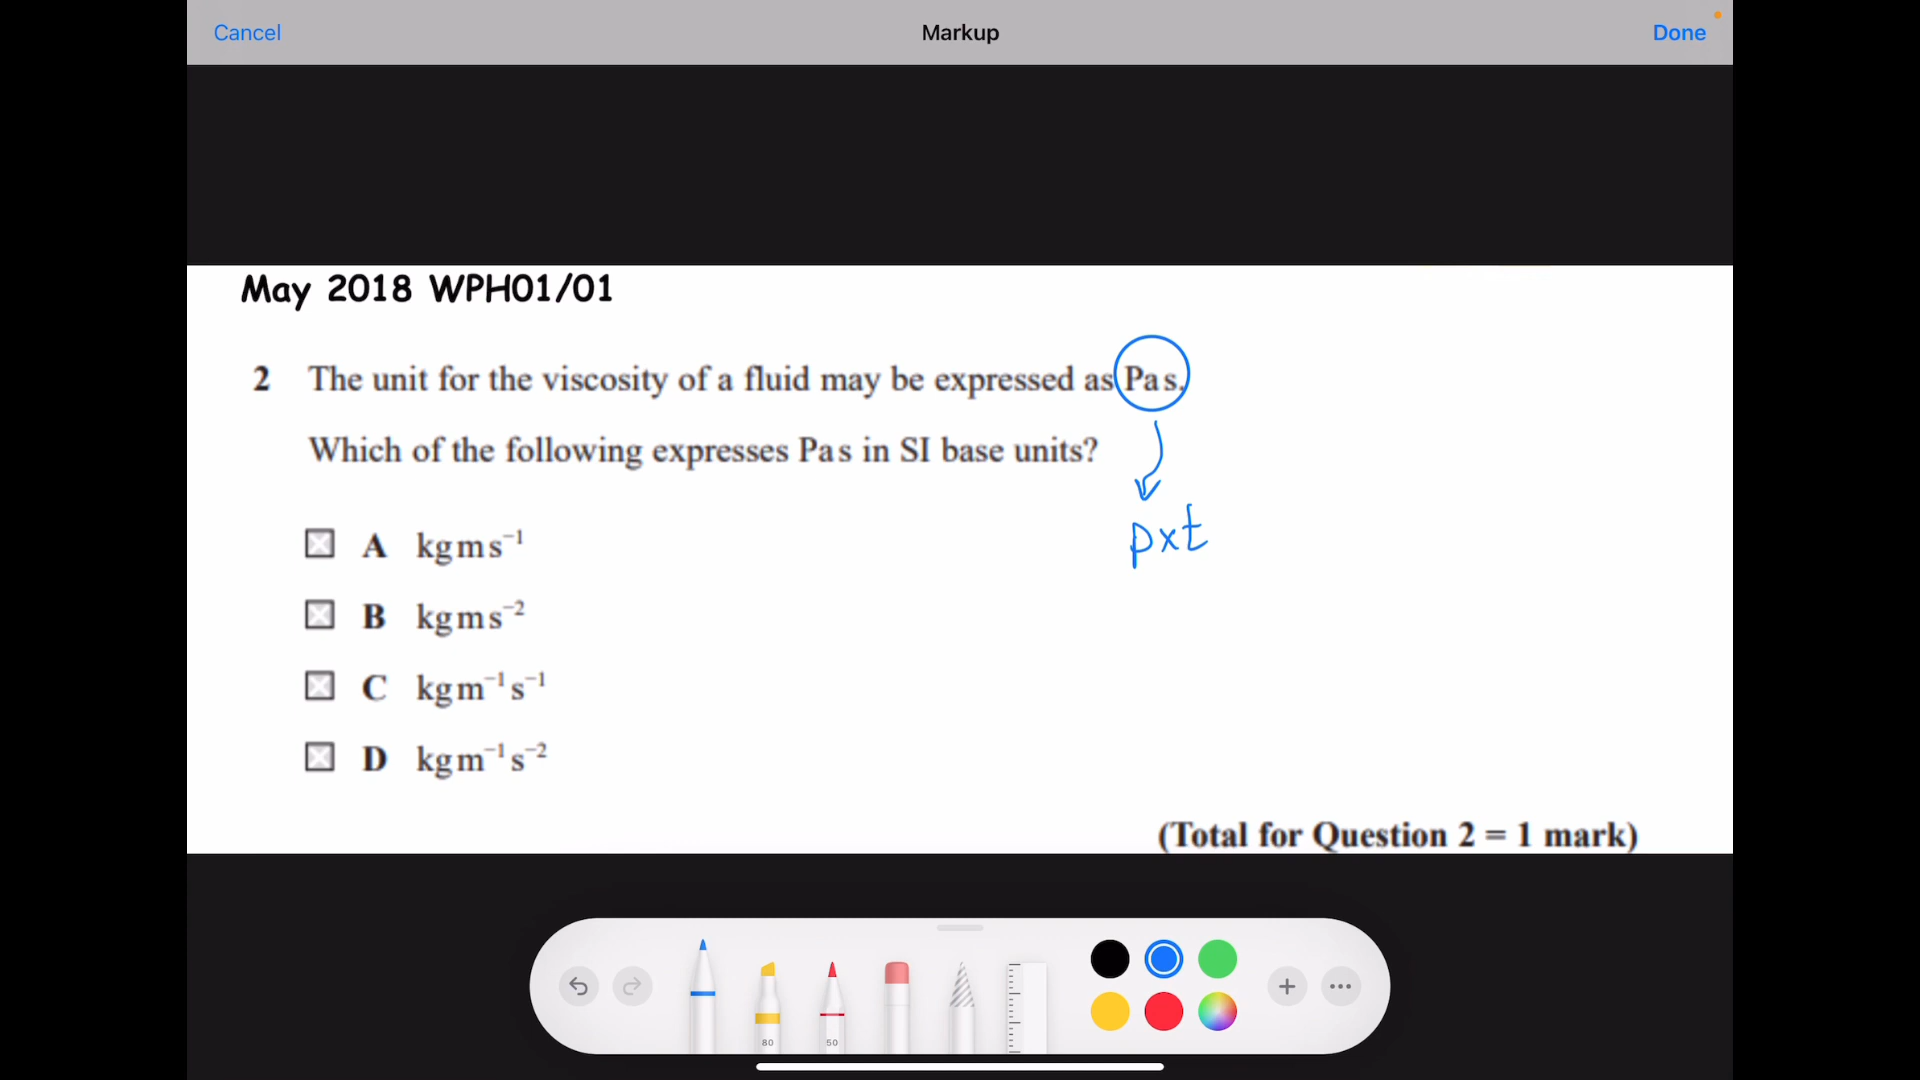 Cancel
Markup
Done
May 2018 WPH01/01
2 The unit for the viscosity of a fluid may be expressed as Pa s.
Which of the following expresses Pa s in SI base units?
A kg m s⁻¹
B kg m s⁻²
C kg m⁻¹ s⁻¹
D kg m⁻¹ s⁻²
pxt
(Total for Question 2 = 1 mark)
80
50